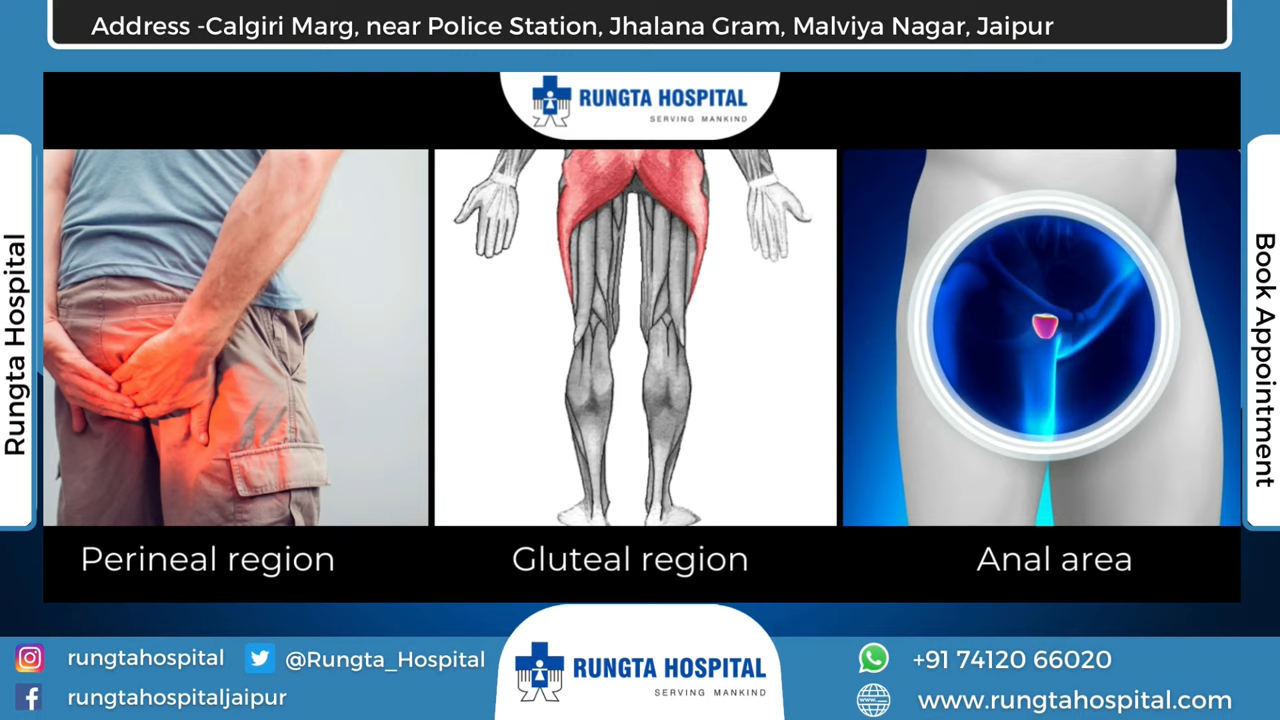 Address -Calgiri Marg, near Police Station, Jhalana Gram, Malviya Nagar, Jaipur
RUNGTA HOSPITAL
SERVING MANKIND
Rungta Hospital
Book Appointment
Perineal region
Gluteal region
Anal area
rungtahospital
@Rungta_Hospital
rungtahospitaljaipur
RUNGTA HOSPITAL
SERVING MANKIND
+91 74120 66020
www.rungtahospital.com